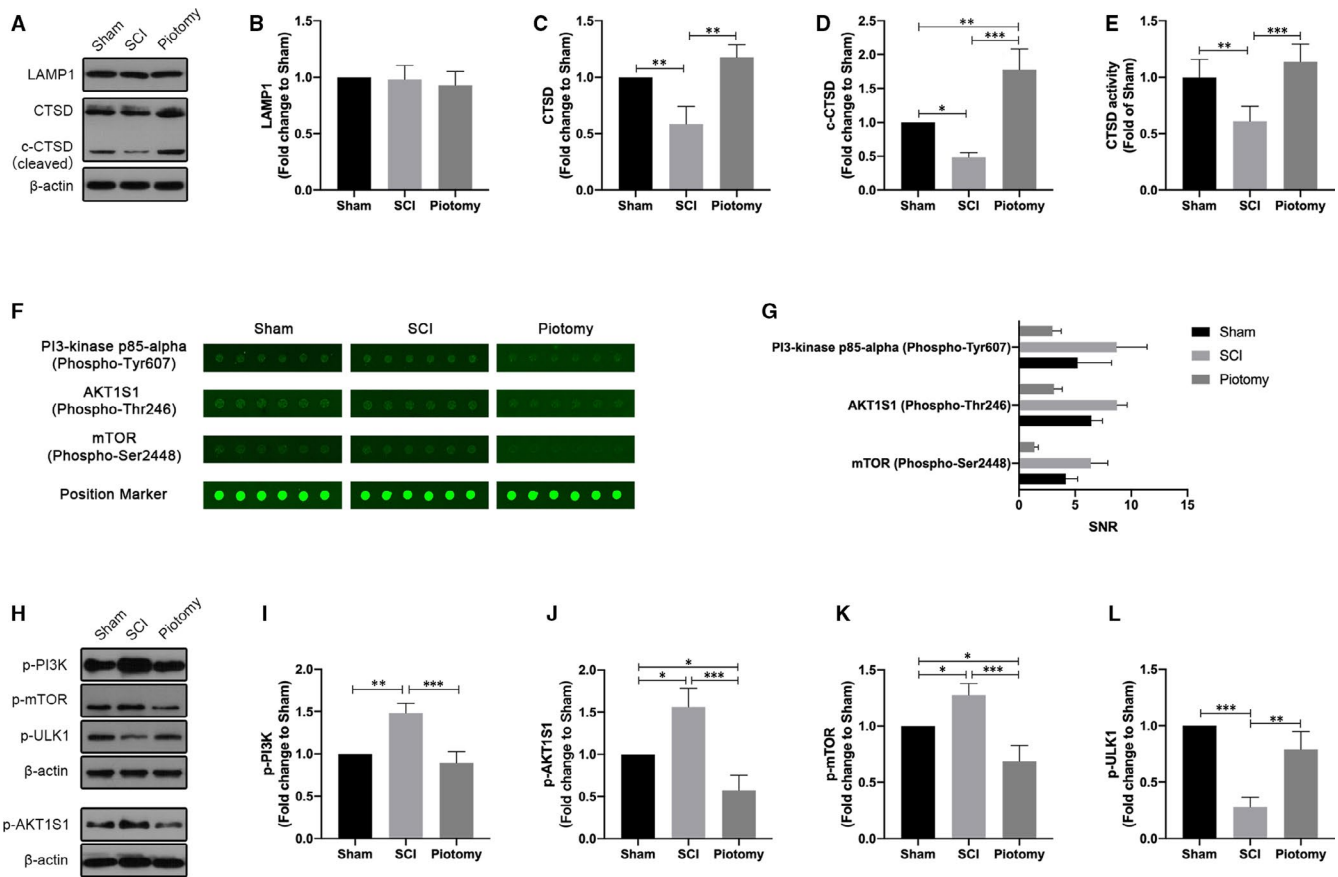 A
Sham
SCI
Piotomy
LAMP1
CTSD
c-CTSD
(cleaved)
β-actin
B
LAMP1
(Fold change to Sham)
1.5
1.0
0.5
0.0
Sham
SCI
Piotomy
C
CTSD
(Fold change to Sham)
1.5
1.0
0.5
0.0
**
**
Sham
SCI
Piotomy
D
c-CTSD
(Fold change to Sham)
2.5
2.0
1.5
1.0
0.5
0.0
**
***
*
Sham
SCI
Piotomy
E
CTSD activity
(Fold of Sham)
1.5
1.0
0.5
0.0
**
***
Sham
SCI
Piotomy
F
Sham
SCI
Piotomy
PI3-kinase p85-alpha
(Phospho-Tyr607)
AKT1S1
(Phospho-Thr246)
mTOR
(Phospho-Ser2448)
Position Marker
G
PI3-kinase p85-alpha (Phospho-Tyr607)
AKT1S1 (Phospho-Thr246)
mTOR (Phospho-Ser2448)
0
5
10
15
SNR
Sham
SCI
Piotomy
H
Sham
SCI
Piotomy
p-PI3K
p-mTOR
p-ULK1
β-actin
p-AKT1S1
β-actin
I
p-PI3K
(Fold change to Sham)
2.0
1.5
1.0
0.5
0.0
**
***
Sham
SCI
Piotomy
J
p-AKT1S1
(Fold change to Sham)
2.0
1.5
1.0
0.5
0.0
*
*
***
Sham
SCI
Piotomy
K
p-mTOR
(Fold change to Sham)
1.5
1.0
0.5
0.0
*
*
***
Sham
SCI
Piotomy
L
p-ULK1
(Fold change to Sham)
1.5
1.0
0.5
0.0
***
**
Sham
SCI
Piotomy